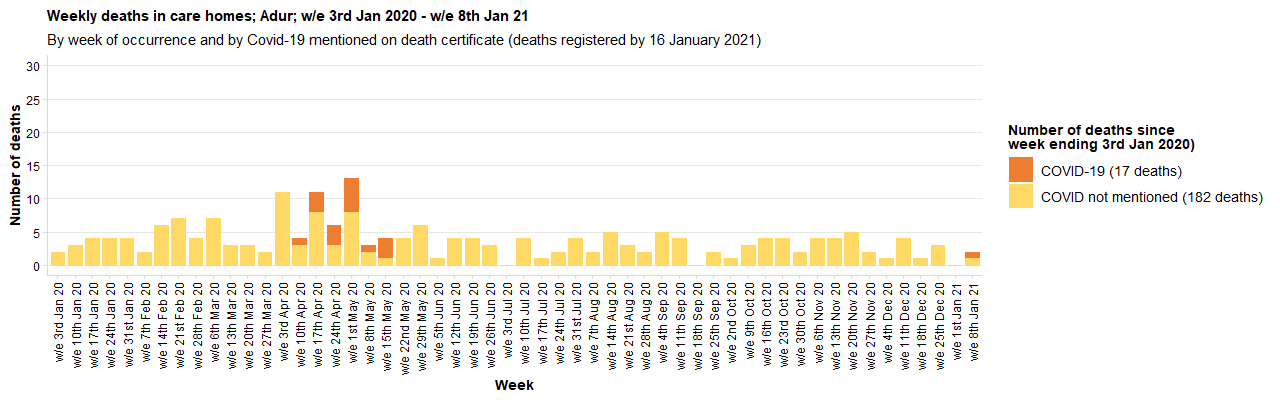 Weekly deaths in care homes; Adur; w/e 3rd Jan 2020 - w/e 8th Jan 21
By week of occurrence and by Covid-19 mentioned on death certificate (deaths registered by 16 January 2021)
30
25
20
15
10
5
0
Number of deaths
w/e 3rd Jan 20
w/e 10th Jan 20
w/e 17th Jan 20
w/e 24th Jan 20
w/e 31st Jan 20
w/e 7th Feb 20
w/e 14th Feb 20
w/e 21st Feb 20
w/e 28th Feb 20
w/e 6th Mar 20
w/e 13th Mar 20
w/e 20th Mar 20
w/e 27th Mar 20
w/e 3rd Apr 20
w/e 10th Apr 20
w/e 17th Apr 20
w/e 24th Apr 20
w/e 1st May 20
w/e 8th May 20
w/e 15th May 20
w/e 22nd May 20
w/e 29th May 20
w/e 5th Jun 20
w/e 12th Jun 20
w/e 19th Jun 20
w/e 26th Jun 20
w/e 3rd Jul 20
w/e 10th Jul 20
w/e 17th Jul 20
w/e 24th Jul 20
w/e 31st Jul 20
w/e 7th Aug 20
w/e 14th Aug 20
w/e 21st Aug 20
w/e 28th Aug 20
w/e 4th Sep 20
w/e 11th Sep 20
w/e 18th Sep 20
w/e 25th Sep 20
w/e 2nd Oct 20
w/e 9th Oct 20
w/e 16th Oct 20
w/e 23rd Oct 20
w/e 30th Oct 20
w/e 6th Nov 20
w/e 13th Nov 20
w/e 20th Nov 20
w/e 27th Nov 20
w/e 4th Dec 20
w/e 11th Dec 20
w/e 18th Dec 20
w/e 25th Dec 20
w/e 1st Jan 21
w/e 8th Jan 21
Week
Number of deaths since
week ending 3rd Jan 2020)
COVID-19 (17 deaths)
COVID not mentioned (182 deaths)